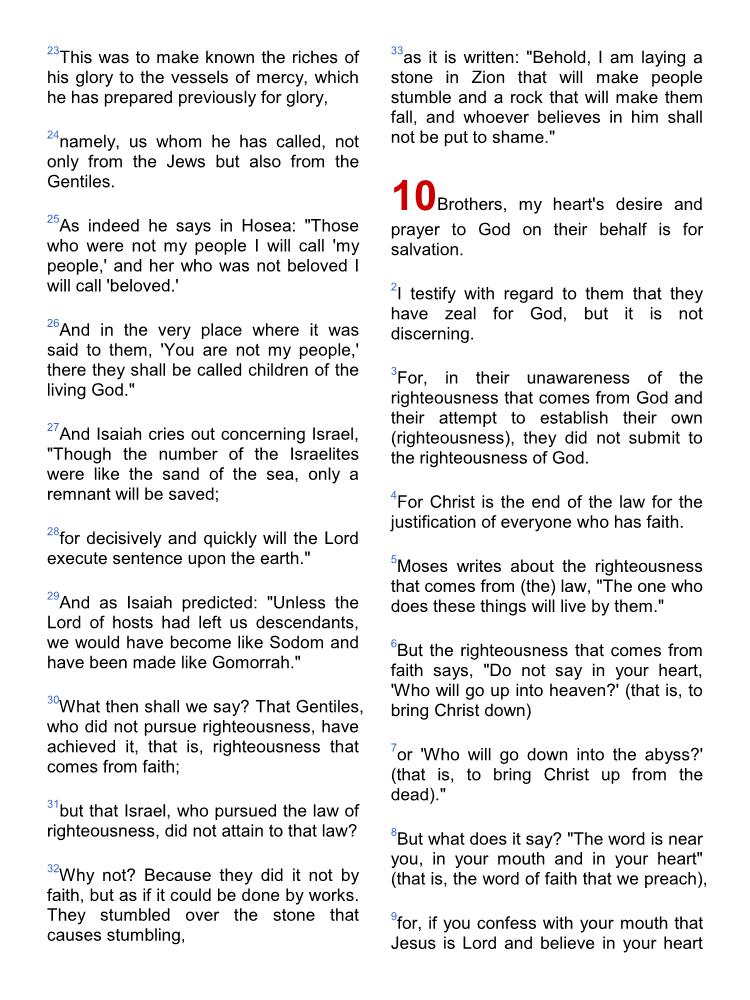 23This was to make known the riches of
his glory to the vessels of mercy, which
he has prepared previously for glory,
24namely, us whom he has called, not
only from the Jews but also from the
Gentiles.
25As indeed he says in Hosea: "Those
who were not my people I will call 'my
people,' and her who was not beloved I
will call 'beloved.'
26And in the very place where it was
said to them, 'You are not my people,'
there they shall be called children of the
living God."
27And Isaiah cries out concerning Israel,
"Though the number of the Israelites
were like the sand of the sea, only a
remnant will be saved;
28for decisively and quickly will the Lord
execute sentence upon the earth."
29And as Isaiah predicted: "Unless the
Lord of hosts had left us descendants,
we would have become like Sodom and
have been made like Gomorrah."
30What then shall we say? That Gentiles,
who did not pursue righteousness, have
achieved it, that is, righteousness that
comes from faith;
31but that Israel, who pursued the law of
righteousness, did not attain to that law?
32Why not? Because they did it not by
faith, but as if it could be done by works.
They stumbled over the stone that
causes stumbling,
33as it is written: "Behold, I am laying a
stone in Zion that will make people
stumble and a rock that will make them
fall, and whoever believes in him shall
not be put to shame."
10Brothers, my heart's desire and
prayer to God on their behalf is for
salvation.
2I testify with regard to them that they
have zeal for God, but it is not
discerning.
3For, in their unawareness of the
righteousness that comes from God and
their attempt to establish their own
(righteousness), they did not submit to
the righteousness of God.
4For Christ is the end of the law for the
justification of everyone who has faith.
5Moses writes about the righteousness
that comes from (the) law, "The one who
does these things will live by them."
6But the righteousness that comes from
faith says, "Do not say in your heart,
'Who will go up into heaven?' (that is, to
bring Christ down)
7or 'Who will go down into the abyss?'
(that is, to bring Christ up from the
dead)."
8But what does it say? "The word is near
you, in your mouth and in your heart"
(that is, the word of faith that we preach),
9for, if you confess with your mouth that
Jesus is Lord and believe in your heart